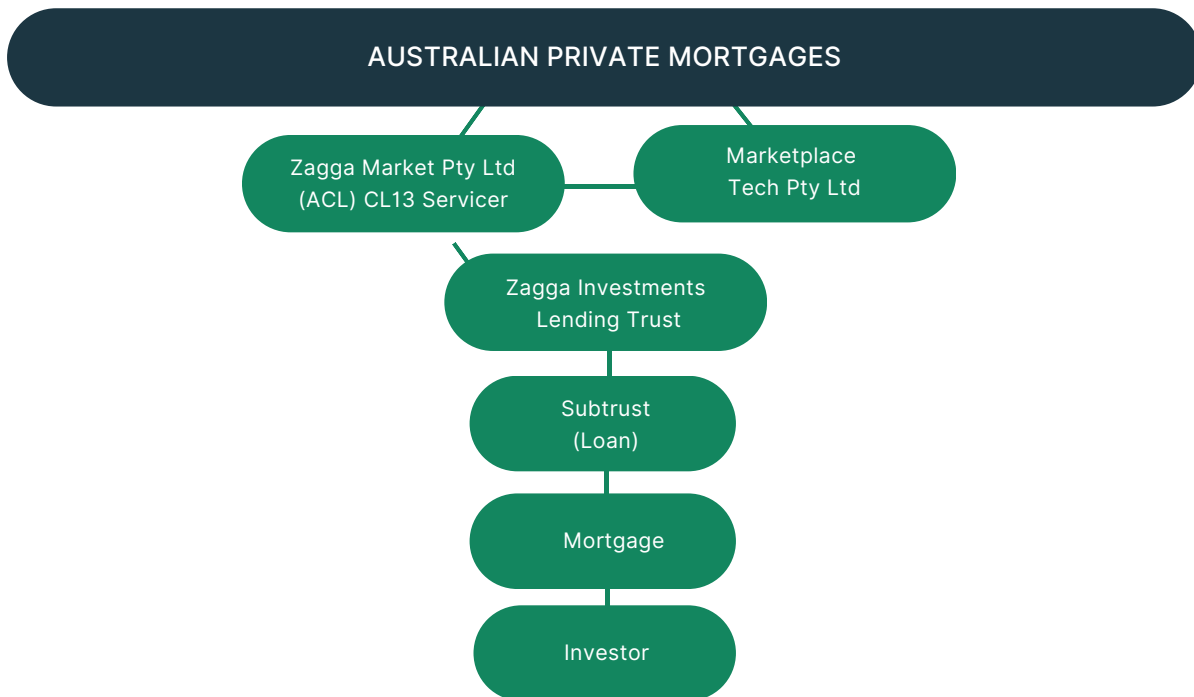 AUSTRALIAN PRIVATE MORTGAGES
Zagga Market Pty Ltd
(ACL) CL13 Servicer
Marketplace
Tech Pty Ltd
Zagga Investments
Lending Trust
Subtrust
(Loan)
Mortgage
Investor